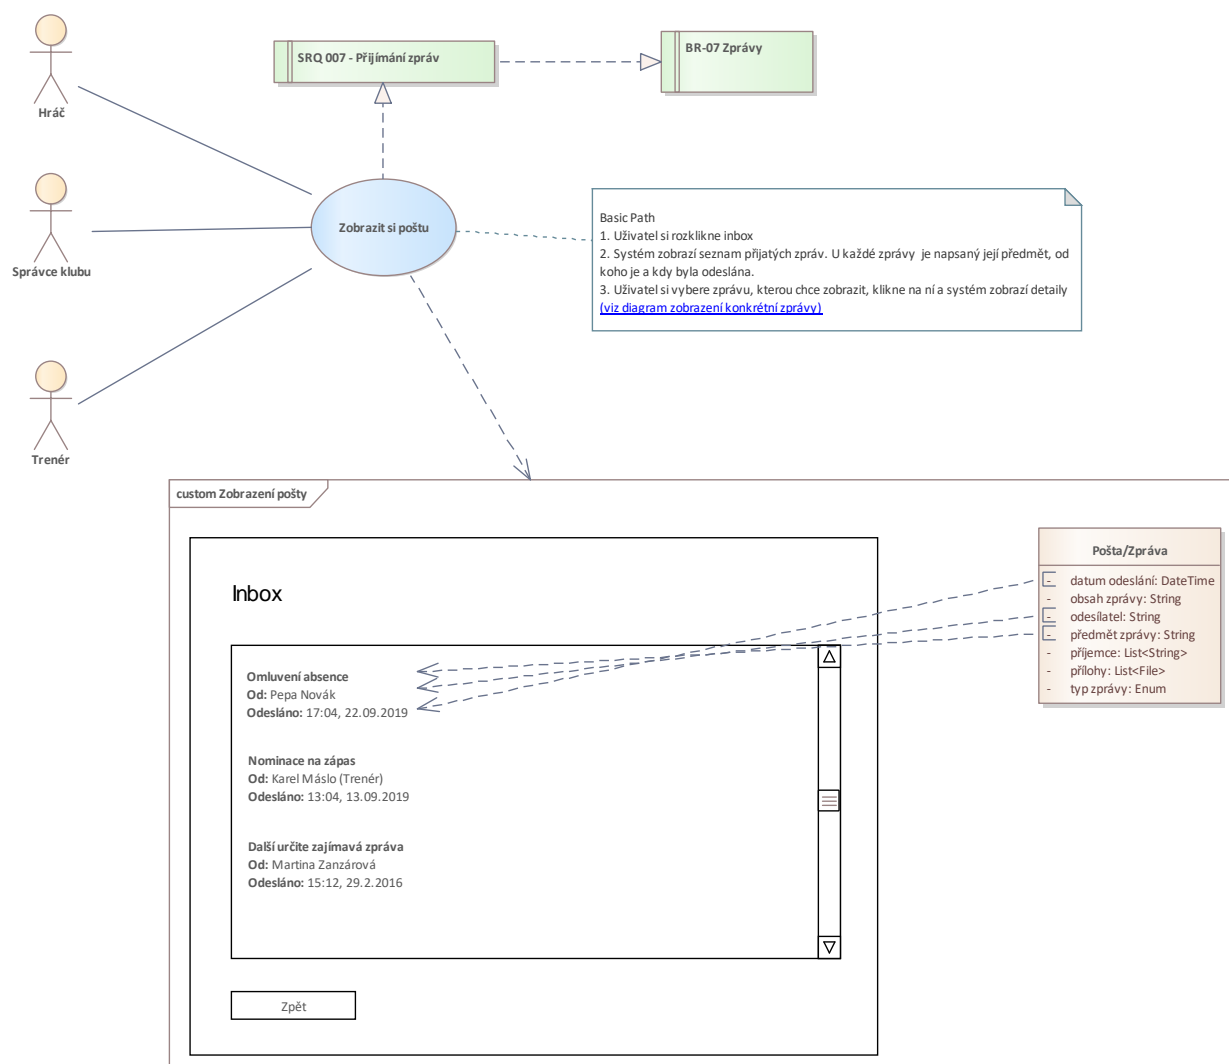 Hráč
SRQ 007 - Přijímání zpráv
BR-07 Zprávy
Správce klubu
Zobrazit si poštu
Basic Path
1. Uživatel si rozklikne inbox
2. Systém zobrazí seznam přijatých zpráv. U každé zprávy je napsaný její předmět, od
koho je a kdy byla odeslána.
3. Uživatel si vybere zprávu, kterou chce zobrazit, klikne na ní a systém zobrazí detaily
(viz diagram zobrazení konkrétní zprávy)
Trenér
custom Zobrazení pošty
Inbox
Omluvení absence
Od: Pepa Novák
Odesláno: 17:04, 22.09.2019
Nominace na zápas
Od: Karel Máslo (Trenér)
Odesláno: 13:04, 13.09.2019
Další určite zajímavá zpráva
Od: Martina Zanzárová
Odesláno: 15:12, 29.2.2016
Zpět
Pošta/Zpráva
- datum odeslání: DateTime
- obsah zprávy: String
- odesílatel: String
- předmět zprávy: String
- příjemce: List<String>
- přílohy: List<File>
- typ zprávy: Enum